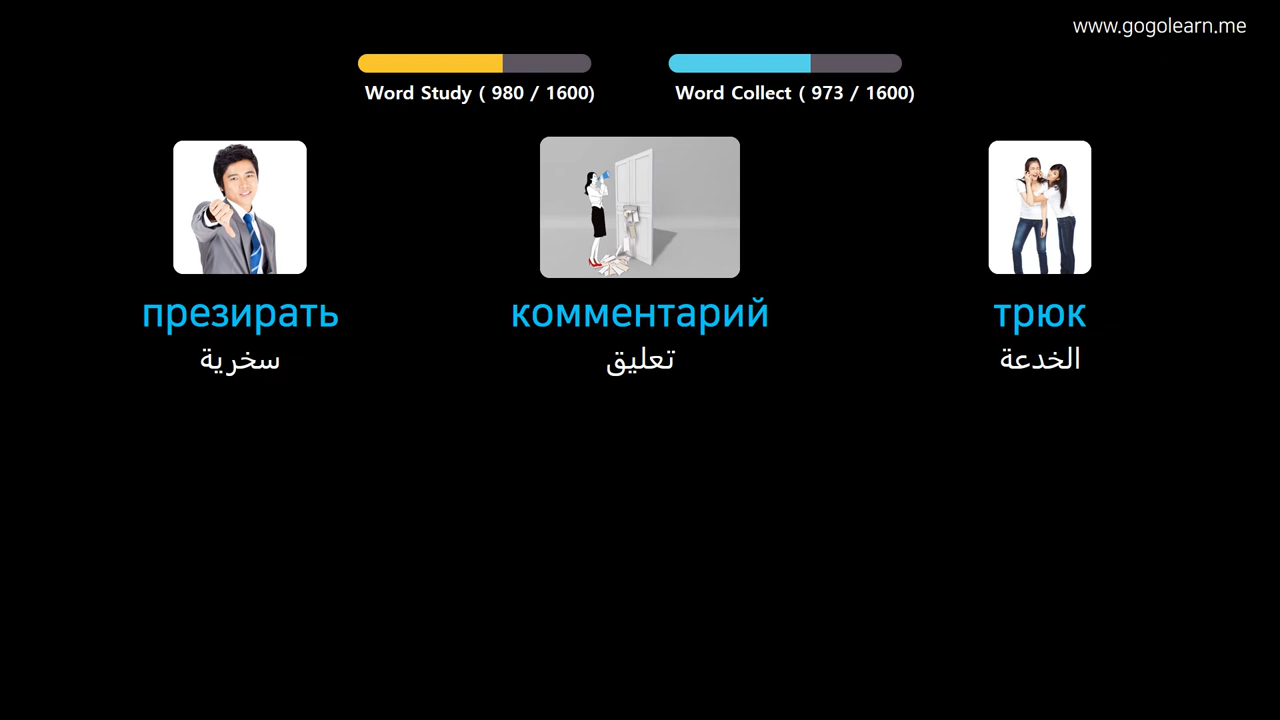 www.gogolearn.me
Word Study ( 980 / 1600)
Word Collect ( 973 / 1600)
презирать
комментарий
трюк
سخرية
تعليق
الخدعة